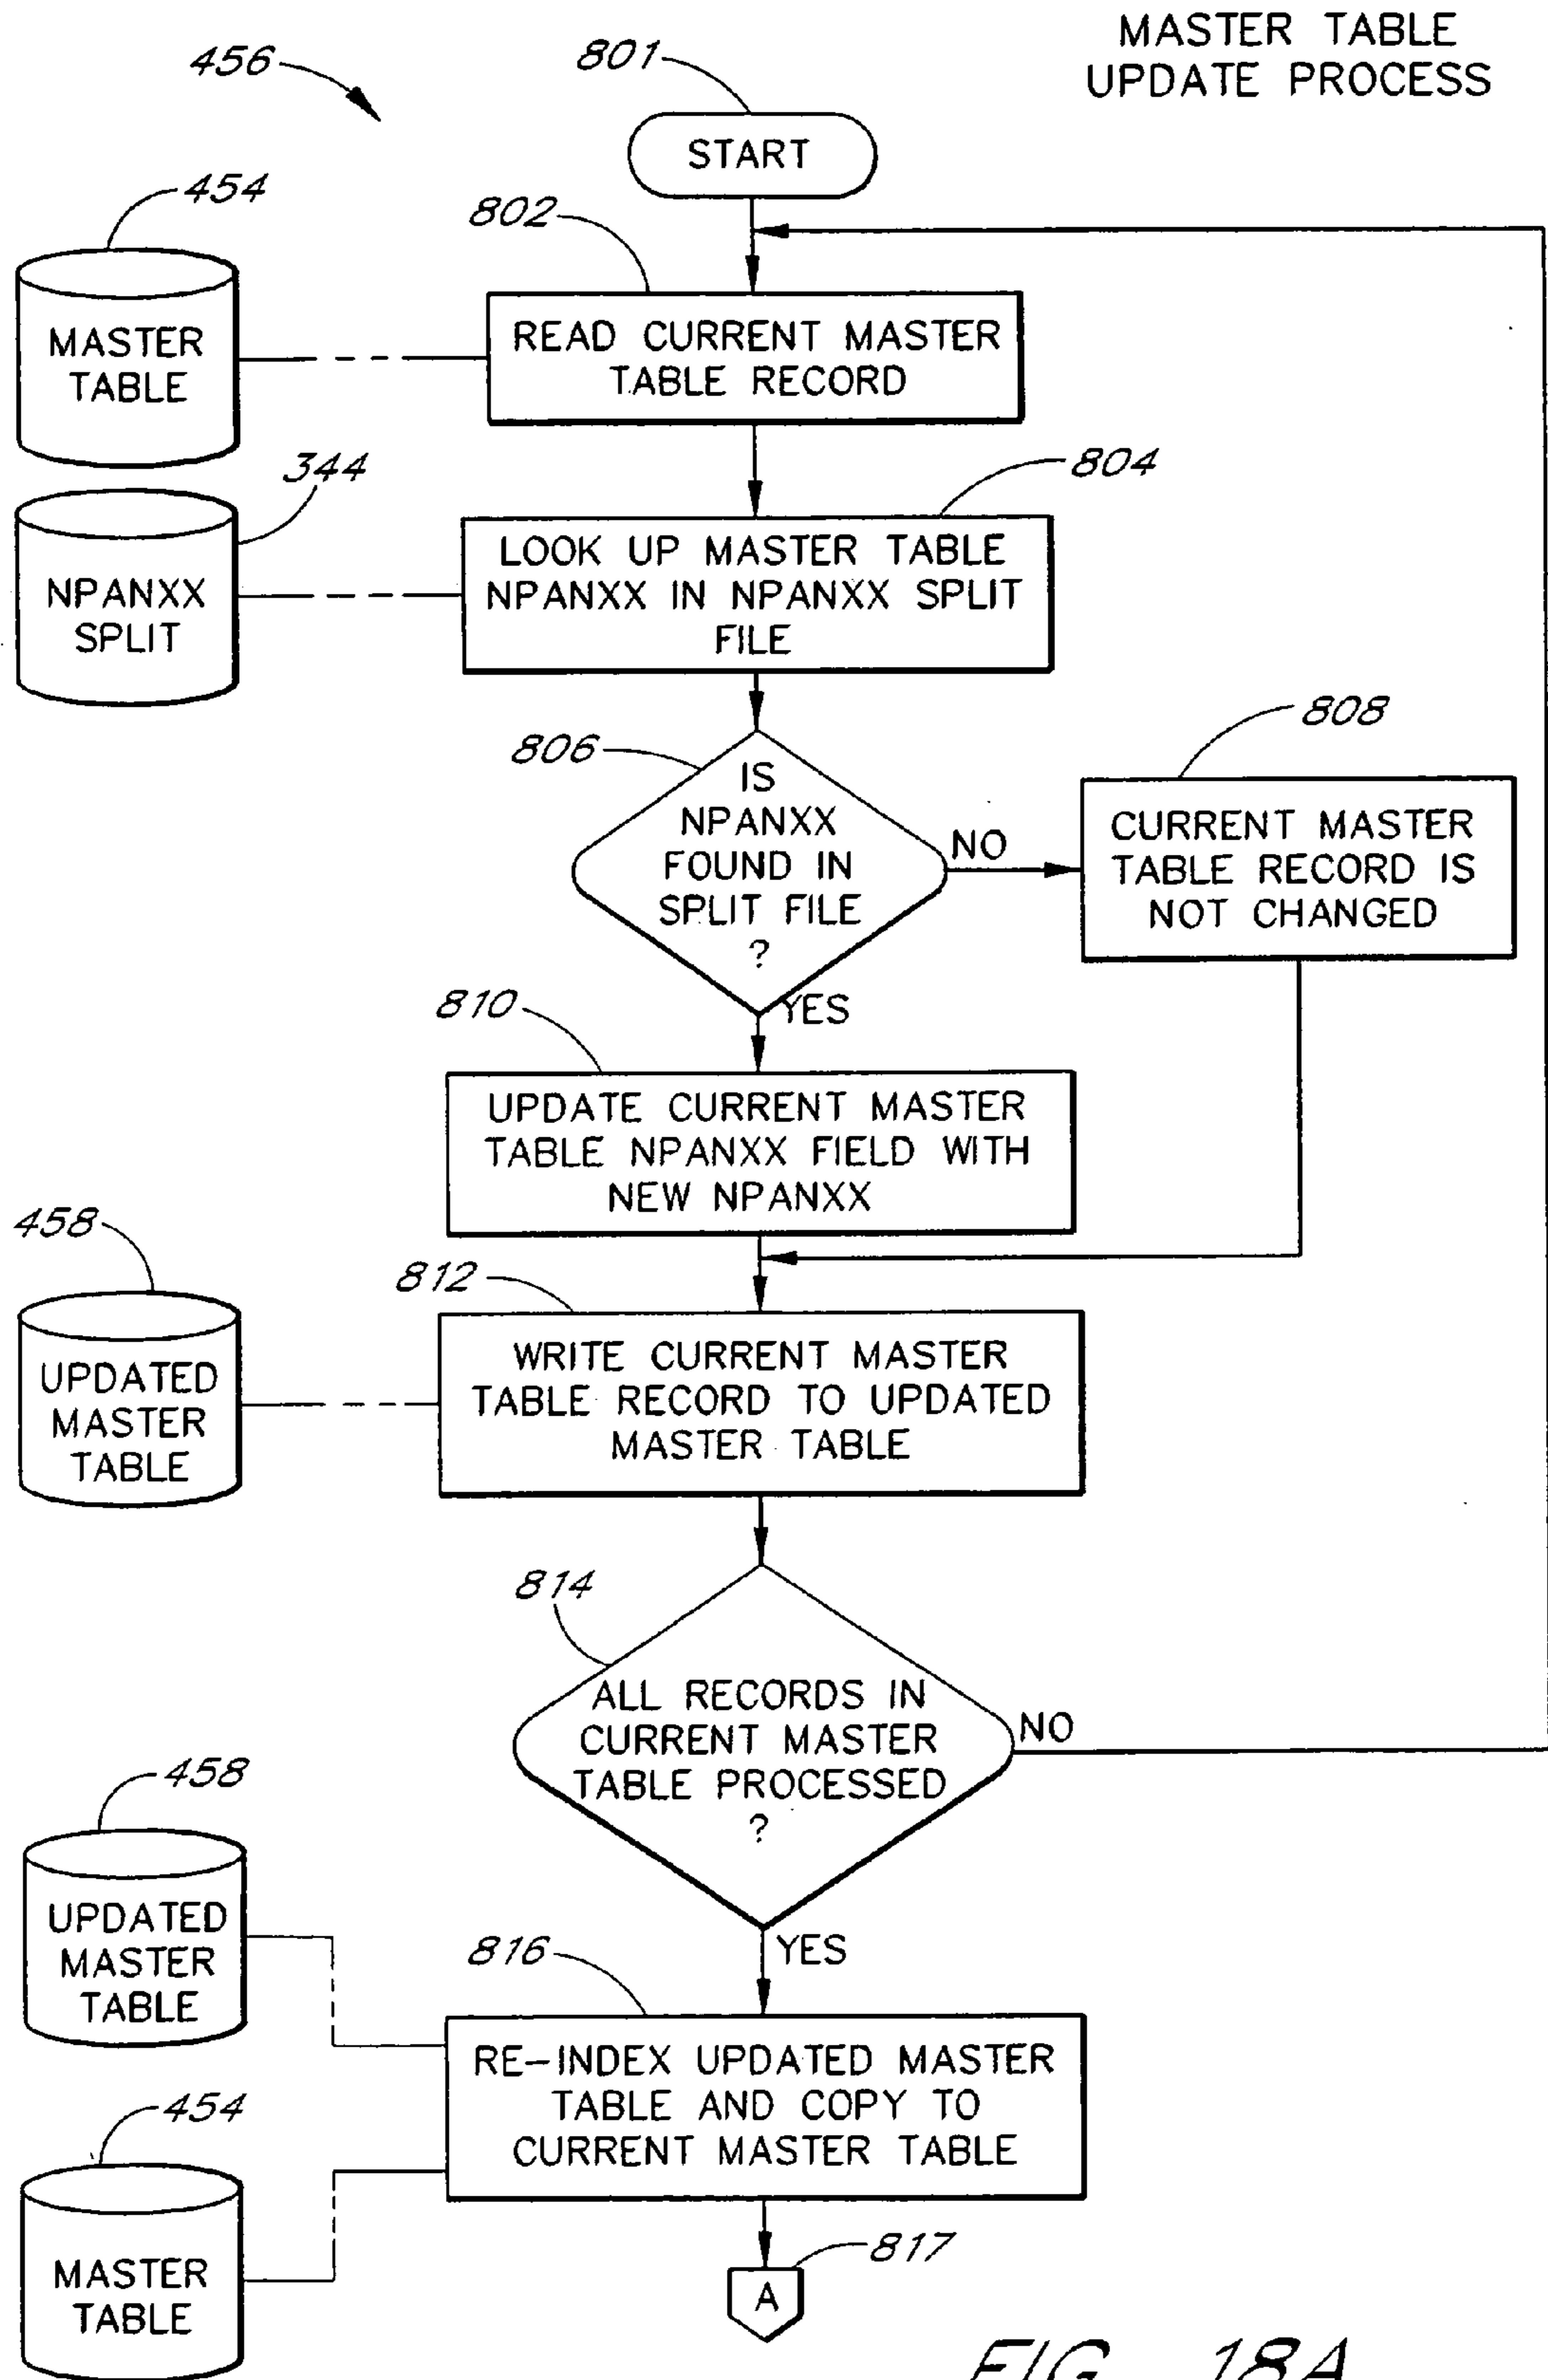 MASTER TABLE
UPDATE PROCESS
456
801
START
454
802
MASTER
TABLE
READ CURRENT MASTER
TABLE RECORD
344
804
NPANXX
SPLIT
LOOK UP MASTER TABLE
NPANXX IN NPANXX SPLIT
FILE
806
IS
NPANXX
FOUND IN
SPLIT FILE
?
NO
808
CURRENT MASTER
TABLE RECORD IS
NOT CHANGED
YES
810
UPDATE CURRENT MASTER
TABLE NPANXX FIELD WITH
NEW NPANXX
458
812
UPDATED
MASTER
TABLE
WRITE CURRENT MASTER
TABLE RECORD TO UPDATED
MASTER TABLE
814
ALL RECORDS IN
CURRENT MASTER
TABLE PROCESSED
?
NO
458
YES
816
UPDATED
MASTER
TABLE
RE-INDEX UPDATED MASTER
TABLE AND COPY TO
CURRENT MASTER TABLE
454
MASTER
TABLE
817
A
FIG. 18A